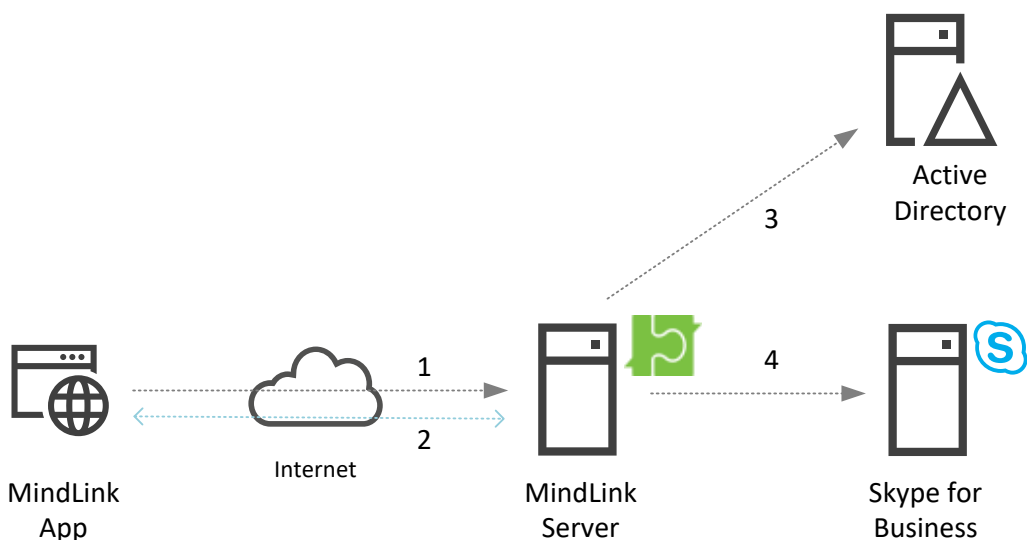 Active
Directory
3
1
4
2
Internet
MindLink
App
MindLink
Server
Skype for
Business
S